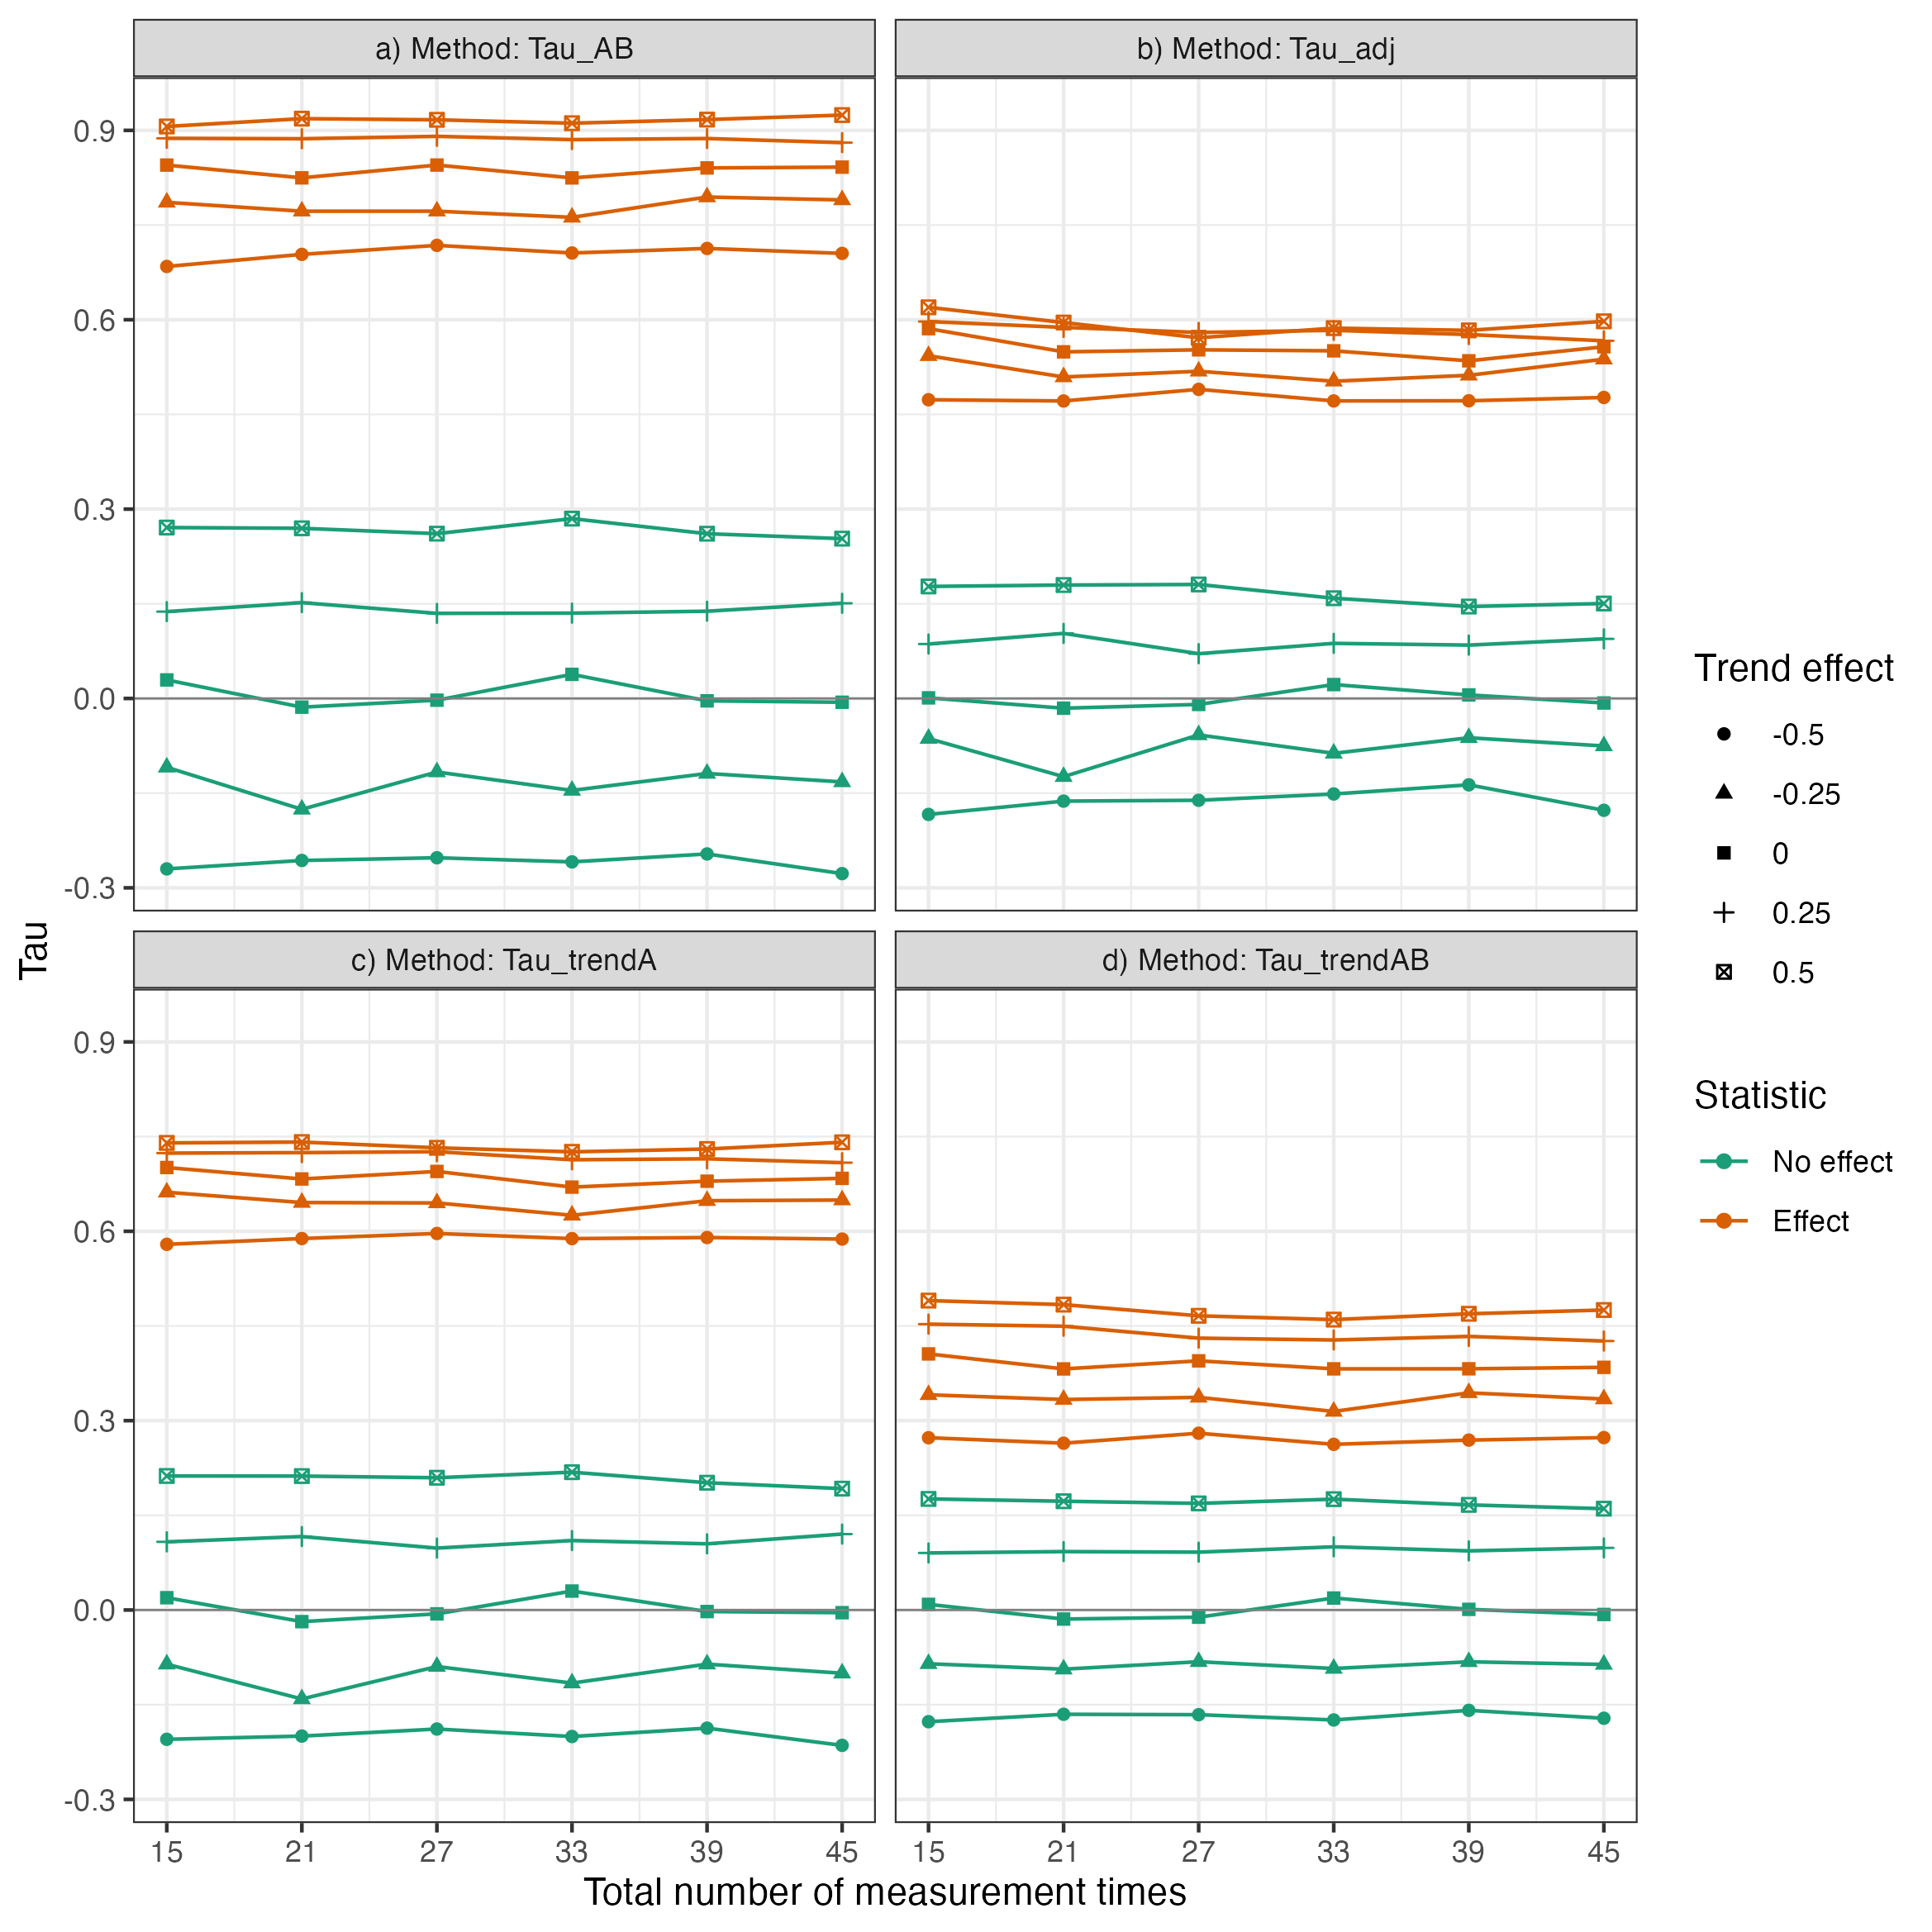 a) Method: Tau_AB
b) Method: Tau_adj
0.9
0.6
0.3
0.0
-0.3
c) Method: Tau_trendA
d) Method: Tau_trendAB
0.9
0.6
0.3
0.0
-0.3
15 21 27 33 39 45
15 21 27 33 39 45
Total number of measurement times
Tau
Trend effect
-0.5
-0.25
0
0.25
0.5
Statistic
No effect
Effect